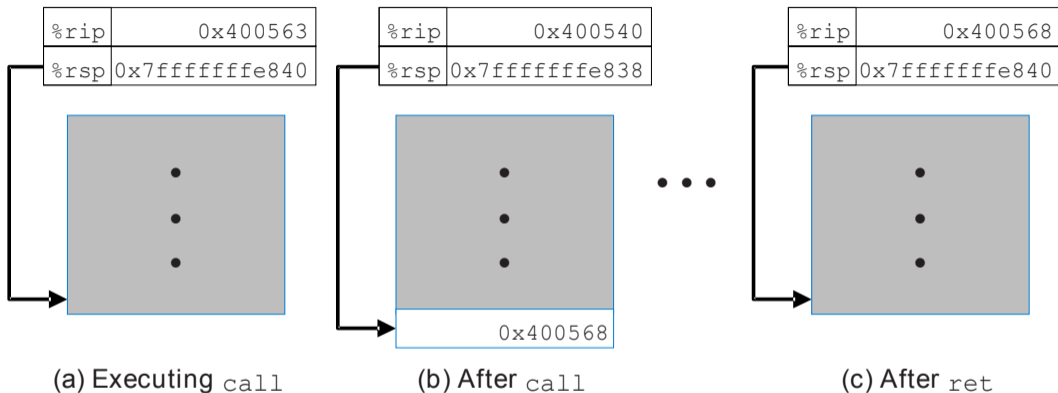 %rip 0x400563
%rsp 0x7fffffffe840
(a) Executing call
%rip 0x400540
%rsp 0x7fffffffe838
0x400568
(b) After call
%rip 0x400568
%rsp 0x7fffffffe840
(c) After ret